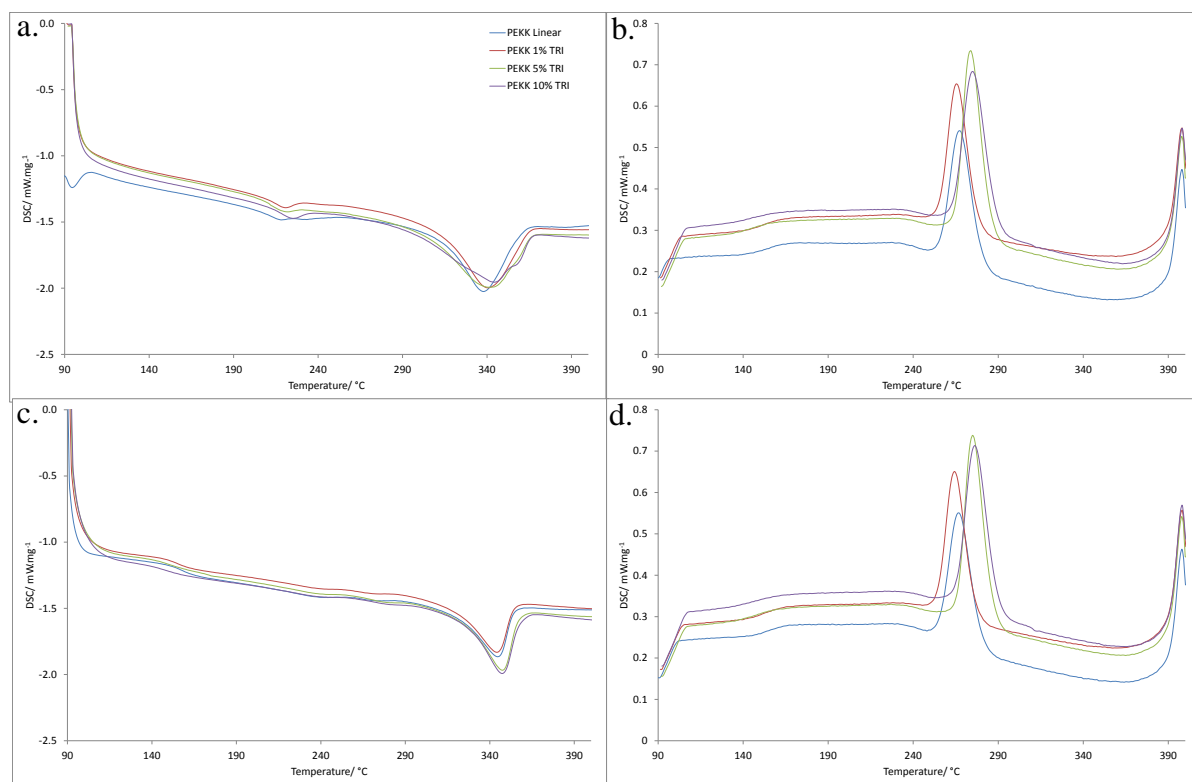 a.
0.0
-0.5
-1.0
-1.5
-2.0
-2.5
DSC/ mW.mg-1
90 140 190 240 290 340 390
Temperature/ °C
PEKK Linear
PEKK 1% TRI
PEKK 5% TRI
PEKK 10% TRI
b.
0.8
0.7
0.6
0.5
0.4
0.3
0.2
0.1
0
DSC/ mW.mg-1
90 140 190 240 290 340 390
Temperature / °C
c.
0.0
-0.5
-1.0
-1.5
-2.0
-2.5
DSC/ mW.mg-1
90 140 190 240 290 340 390
Temperature/ °C
d.
0.8
0.7
0.6
0.5
0.4
0.3
0.2
0.1
0
DSC/ mW.mg-1
90 140 190 240 290 340 390
Temperature/ °C